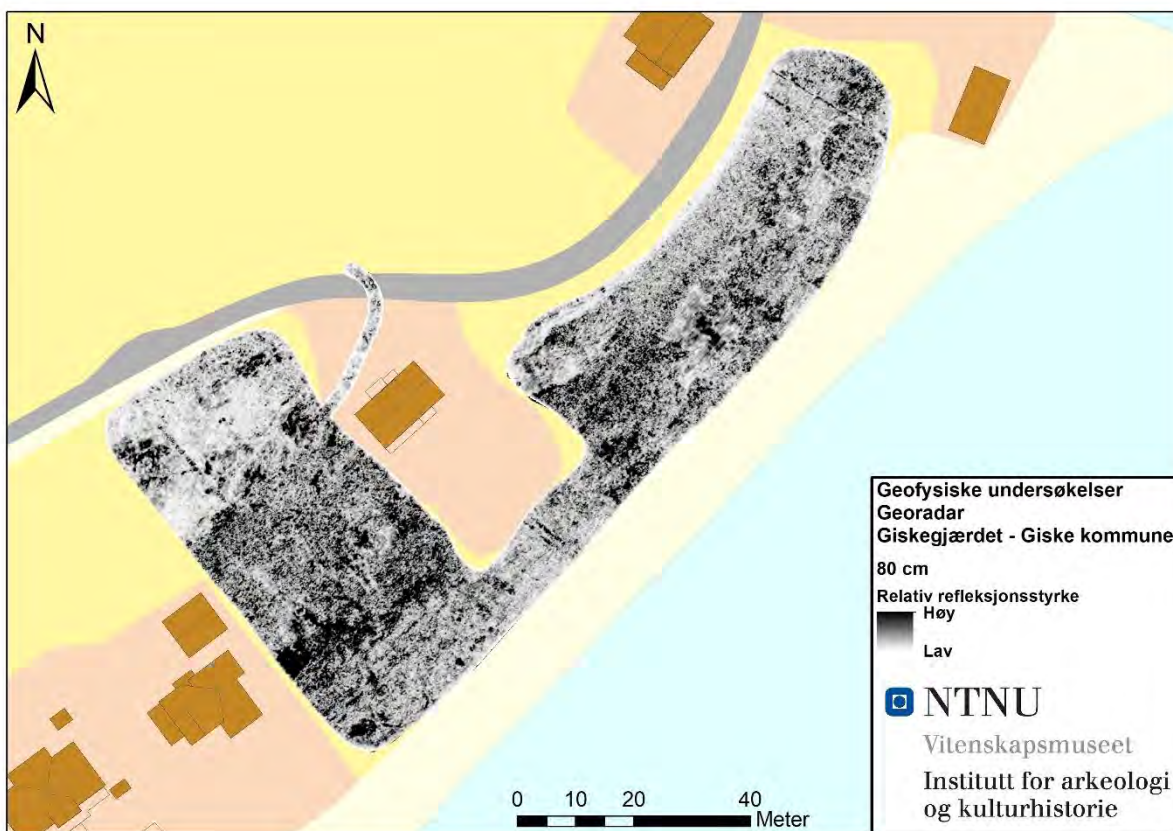 N
Geofysiske undersøkelser
Georadar
Giskegjærdet - Giske kommune
80 cm
Relativ refleksjonsstyrke
Høy
Lav
NTNU
Vitenskapsmuseet
Institutt for arkeologi
og kulturhistorie
0 10 20 40
Meter